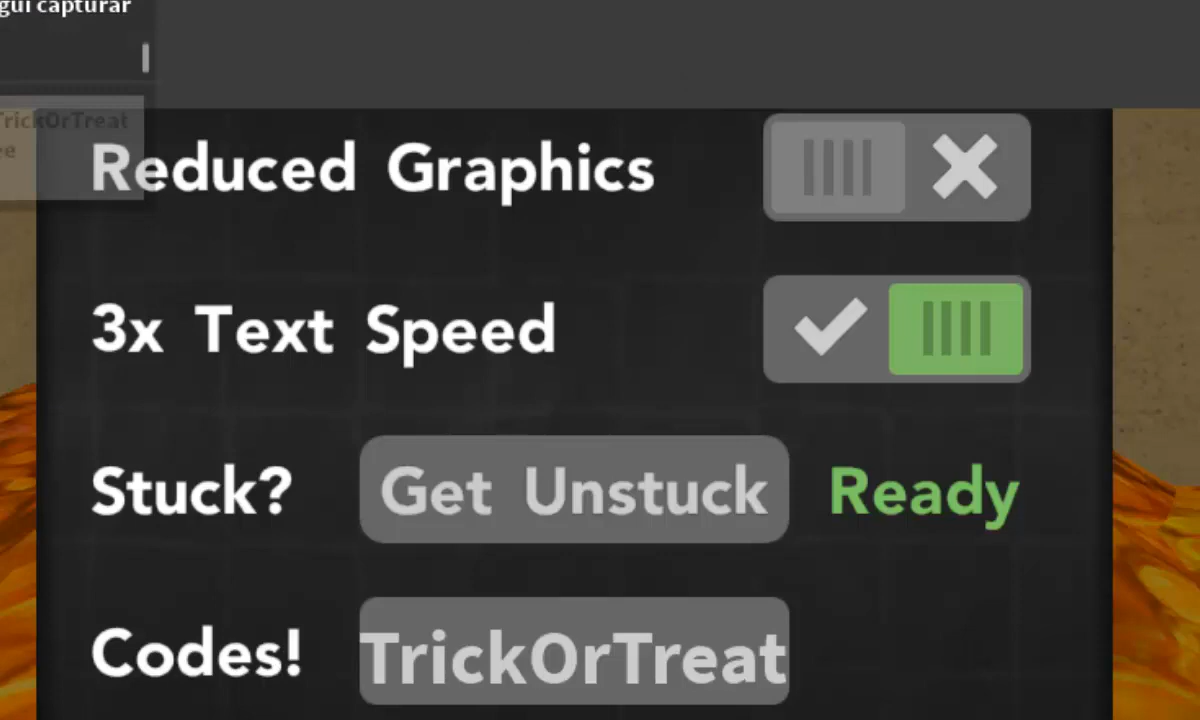 gui capturar
TrickOrTreat
Reduced Graphics
3x Text Speed
Stuck? Get Unstuck Ready
Codes! TrickOrTreat